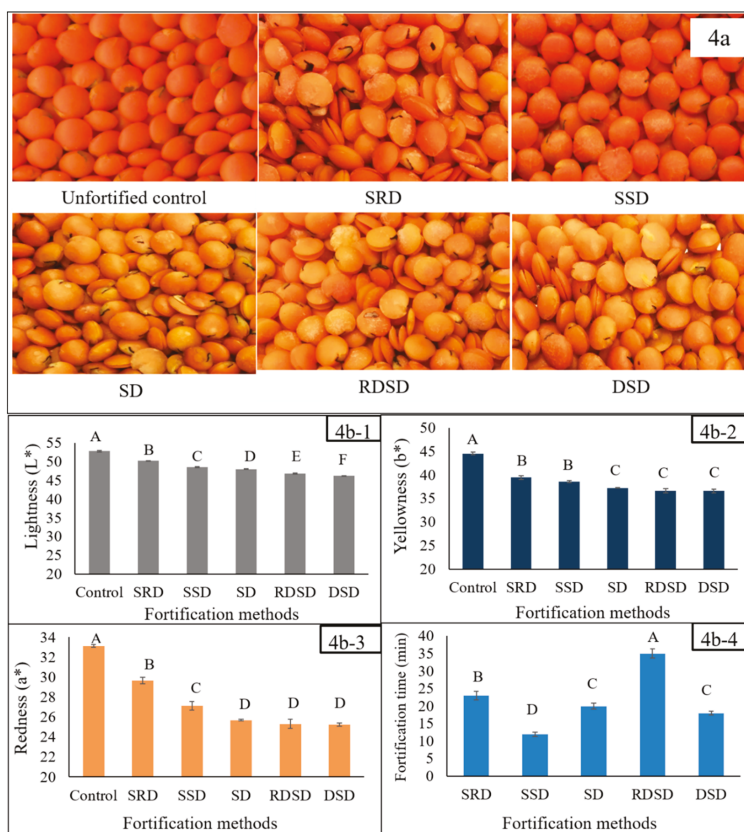 4a
Unfortified control SRD SSD
SD RDSD DSD
4b-1
Lightness (L*)
55
50
45
40
35
30
25
20
A B C D E F
Control SRD SSD SD RDSD DSD
Fortification methods
4b-2
Yellowness (b*)
50
45
40
35
30
25
20
A B B C C C
Control SRD SSD SD RDSD DSD
Fortification methods
4b-3
Redness (a*)
34
32
30
28
26
24
22
20
A B C D D D
Control SRD SSD SD RDSD DSD
Fortification methods
4b-4
Fortification time (min)
40
35
30
25
20
15
10
5
0
B D C A C
SRD SSD SD RDSD DSD
Fortification methods